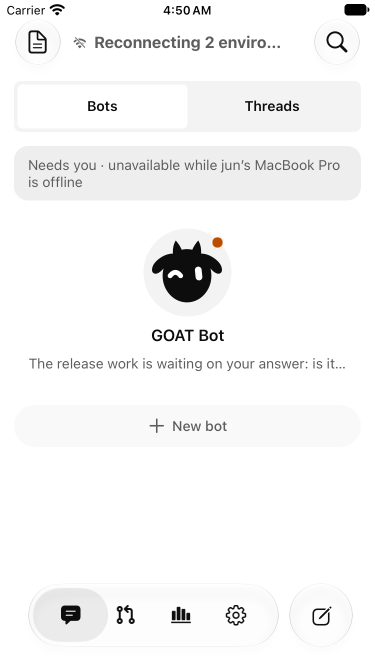 Carrier 4:50 AM
Reconnecting 2 enviro...
Bots Threads
Needs you · unavailable while jun’s MacBook Pro
is offline
GOAT Bot
The release work is waiting on your answer: is it...
New bot